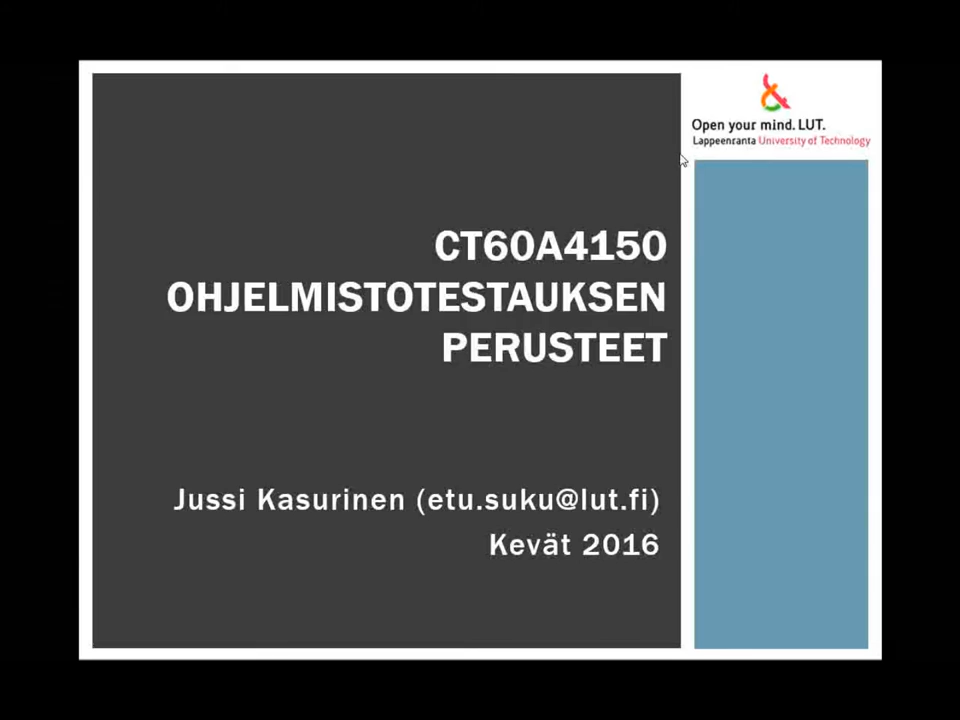 Open your mind. LUT.
Lappeenranta University of Technology
CT60A4150
OHJELMISTOTESTAUKSEN
PERUSTEET
Jussi Kasurinen (etu.suku@lut.fi)
Kevät 2016